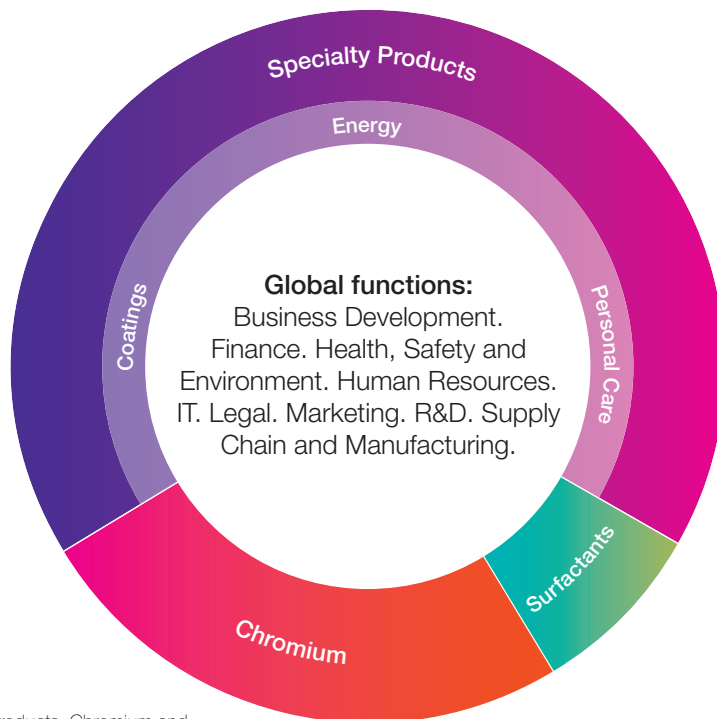 Specialty Products
Energy
Coatings
Personal Care
Global functions:
Business Development.
Finance. Health, Safety and
Environment. Human Resources.
IT. Legal. Marketing. R&D. Supply
Chain and Manufacturing.
Surfactants
Chromium